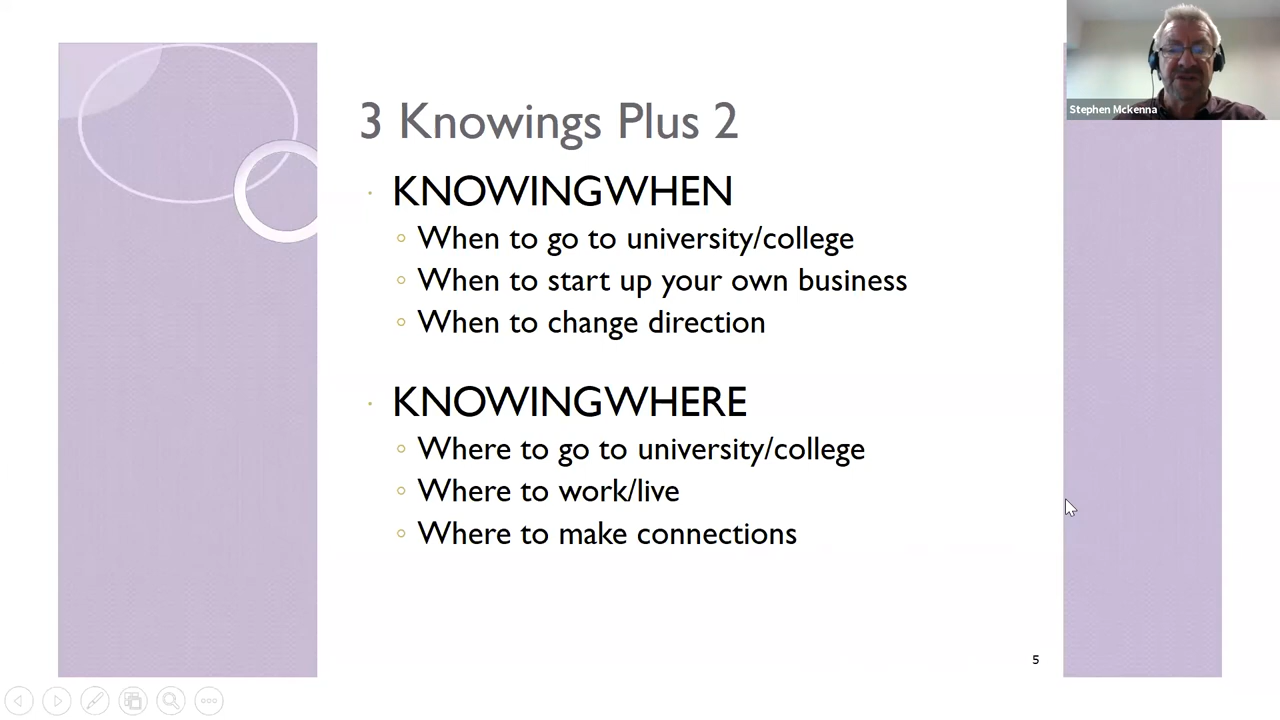 Stephen Mckenna
3 Knowings Plus 2
KNOWINGWHEN
When to go to university/college
When to start up your own business
When to change direction
KNOWINGWHERE
Where to go to university/college
Where to work/live
Where to make connections
5